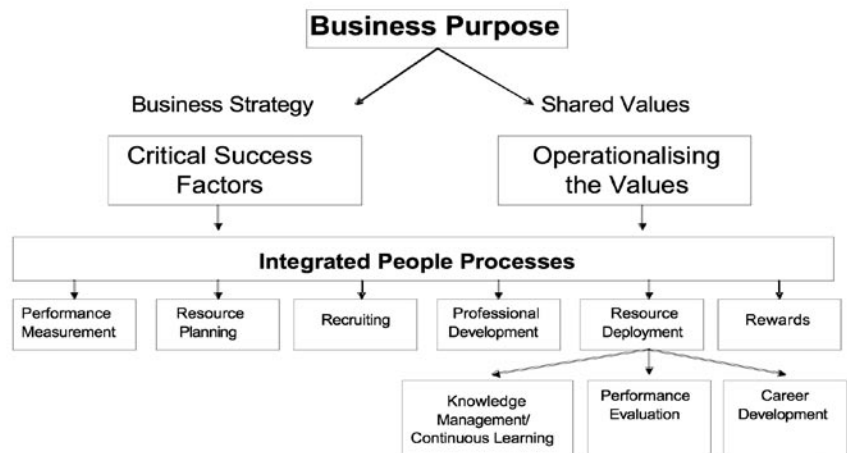 Business Purpose
Business Strategy
Shared Values
Critical Success
Factors
Operationalising
the Values
Integrated People Processes
Performance
Measurement
Resource
Planning
Recruiting
Professional
Development
Resource
Deployment
Rewards
Knowledge
Management/
Continuous Learning
Performance
Evaluation
Career
Development